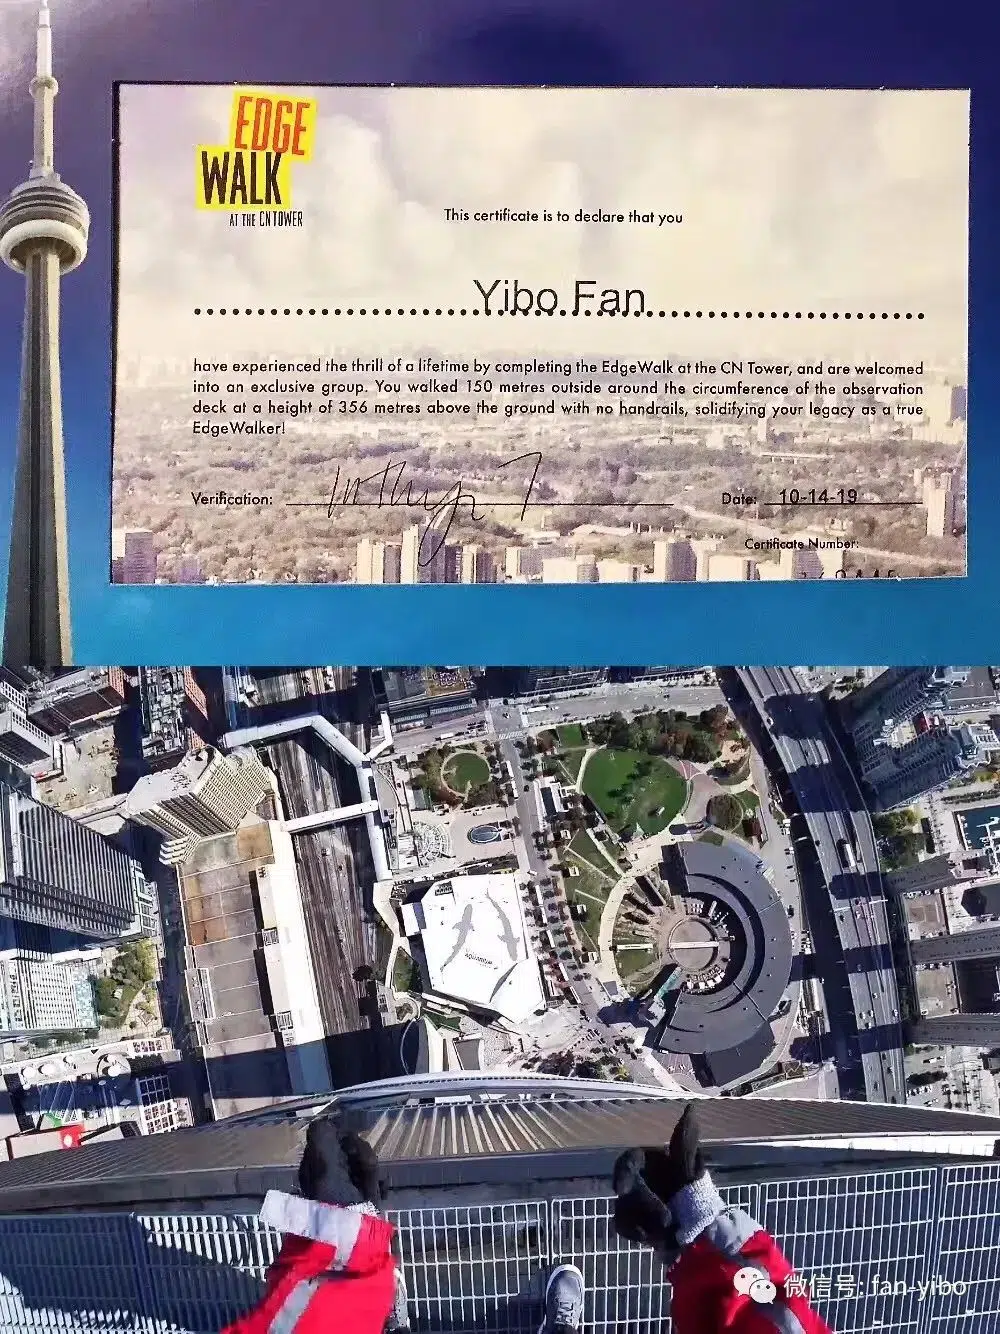 EDGE
WALK
AT THE CN TOWER
This certificate is to declare that you
Yibo Fan
have experienced the thrill of a lifetime by completing the EdgeWalk at the CN Tower, and are welcomed
into an exclusive group. You walked 150 metres outside around the circumference of the observation
deck at a height of 356 metres above the ground with no handrails, solidifying your legacy as a true
EdgeWalker!
Verification:
Date: 10-14-19
Certificate Number:
AQUARIUM
微信号: fan-yibo